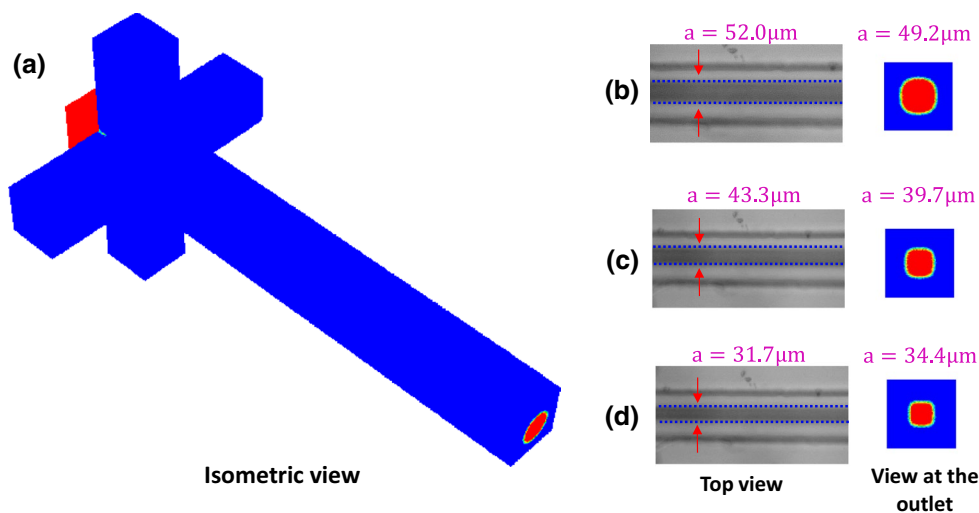 (a)
Isometric view
a = 52.0μm
a = 49.2μm
(b)
a = 43.3μm
a = 39.7μm
(c)
a = 31.7μm
a = 34.4μm
(d)
Top view
View at the
outlet